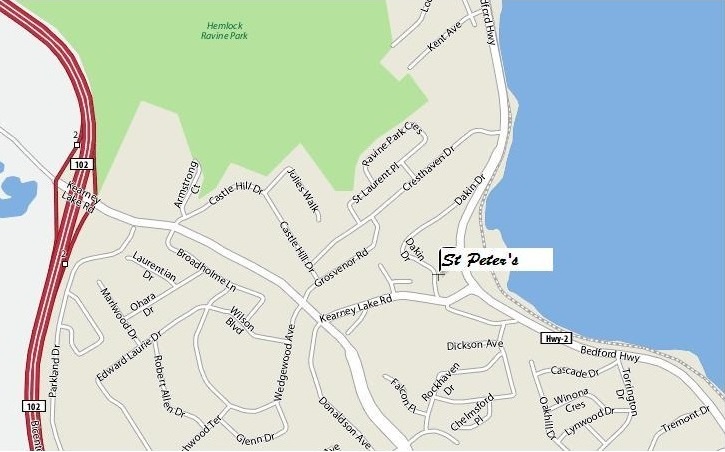 Hemlock
Ravine Park
Kent Ave
Bedford Hwy
2
102
Kearney
Lake Rd
Armstrong
Ct
Castle Hill Dr
Julies Walk
Ravine Park Cres
St Laurent Pl
Cresthaven Dr
Dakin Dr
Castle Hill Dr
Grosvenor Rd
Dakin
Dr
St Peter's
2
Broadholme Ln
Laurentian
Dr
Ohara
Dr
Marlwood Dr
Wilson
Blvd
Kearney Lake Rd
Edward Laurie Dr
Wedgewood Ave
Parkland Dr
Robert Allen Dr
Hwy-2
Bedford Hwy
Dickson Ave
Rockhaven
Dr
Falcon Pl
Chelmsford
Pl
Cascade Dr
Torrington
Dr
Oakhill Dr
Winona
Cres
Lynwood Dr
Tremont Dr
102
Donaldson Ave
Glenn Dr